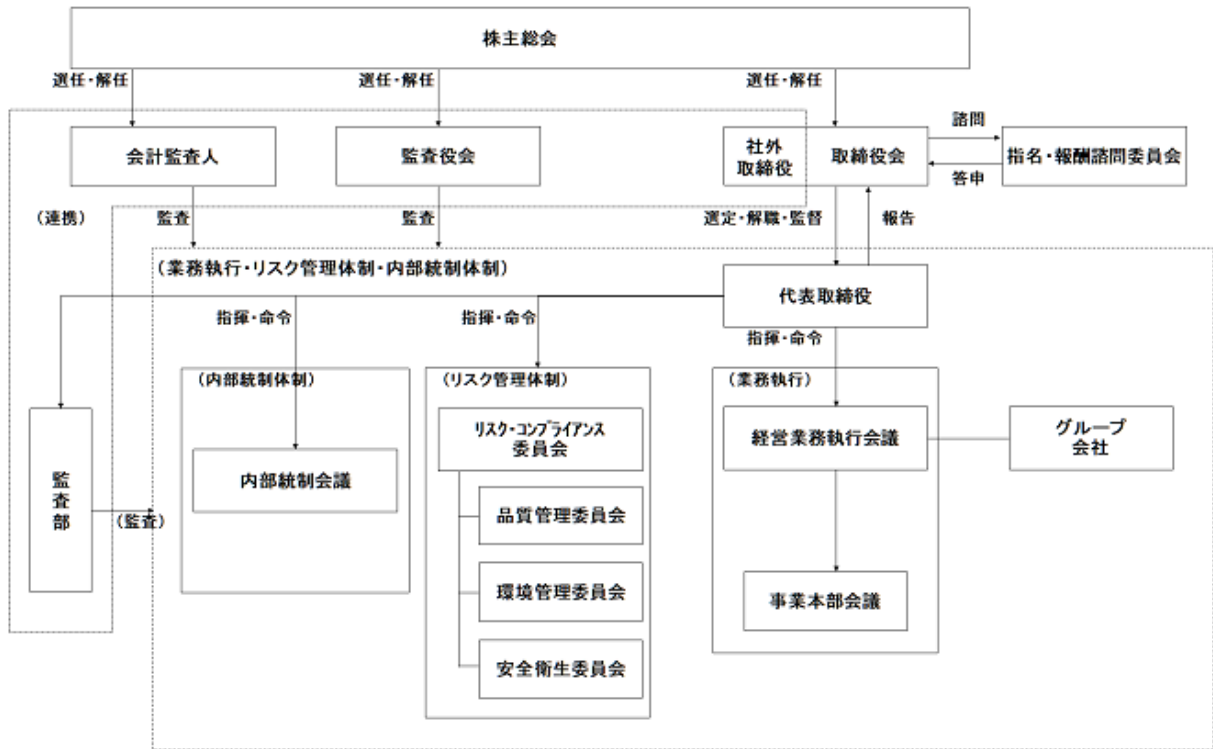 株主総会
選任・解任
選任・解任
選任・解任
会計監査人
監査役会
社外
取締役
取締役会
諮問
答申
指名・報酬諮問委員会
（連携）
監査
監査
選定・解職・監督
報告
（業務執行・リスク管理体制・内部統制体制）
代表取締役
指揮・命令
指揮・命令
指揮・命令
（内部統制体制）
（リスク管理体制）
（業務執行）
監査部
（監査）
内部統制会議
リスク・コンプライアンス
委員会
品質管理委員会
環境管理委員会
安全衛生委員会
経営業務執行会議
グループ
会社
事業本部会議